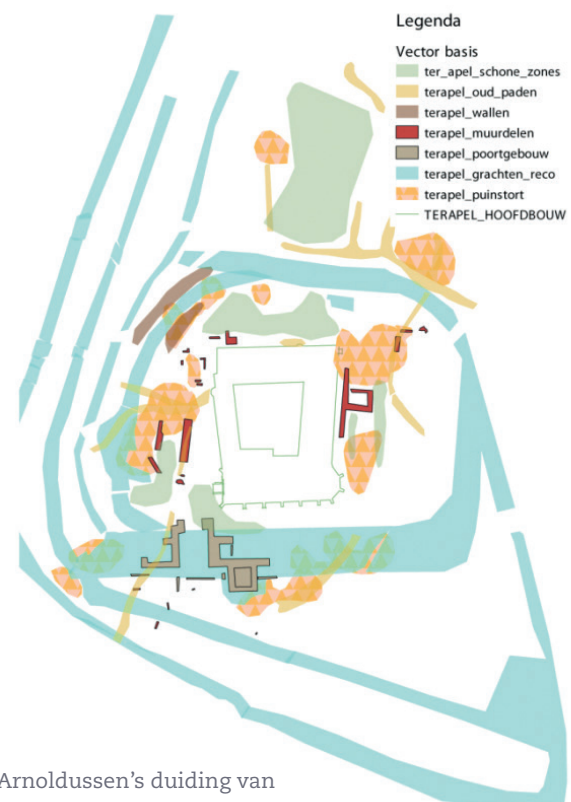 Legenda
Vector basis
ter_apel_schone_zones
terapel_oud_paden
terapel_wallen
terapel_muurdelen
terapel_poortgebouw
terapel_grachten_reco
terapel_puinstort
TERAPEL_HOOFDBOUW
Arnoldussen's duiding van